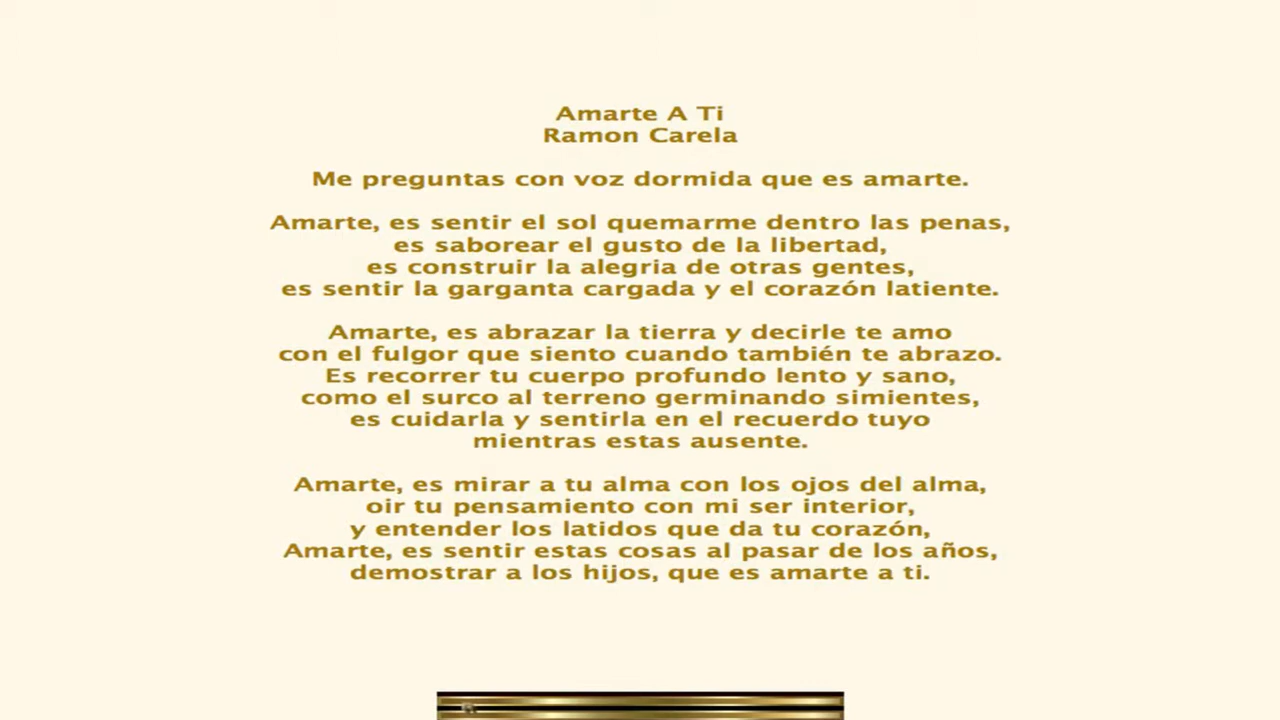 Amarte A Ti
Ramon Carela
Me preguntas con voz dormida que es amarte.
Amarte, es sentir el sol quemarme dentro las penas,
es saborear el gusto de la libertad,
es construir la alegria de otras gentes,
es sentir la garganta cargada y el corazón latiente.
Amarte, es abrazar la tierra y decirle te amo
con el fulgor que siento cuando también te abrazo.
Es recorrer tu cuerpo profundo lento y sano,
como el surco al terreno germinando simientes,
es cuidarla y sentirla en el recuerdo tuyo
mientras estas ausente.
Amarte, es mirar a tu alma con los ojos del alma,
oir tu pensamiento con mi ser interior,
y entender los latidos que da tu corazón,
Amarte, es sentir estas cosas al pasar de los años,
demostrar a los hijos, que es amarte a ti.